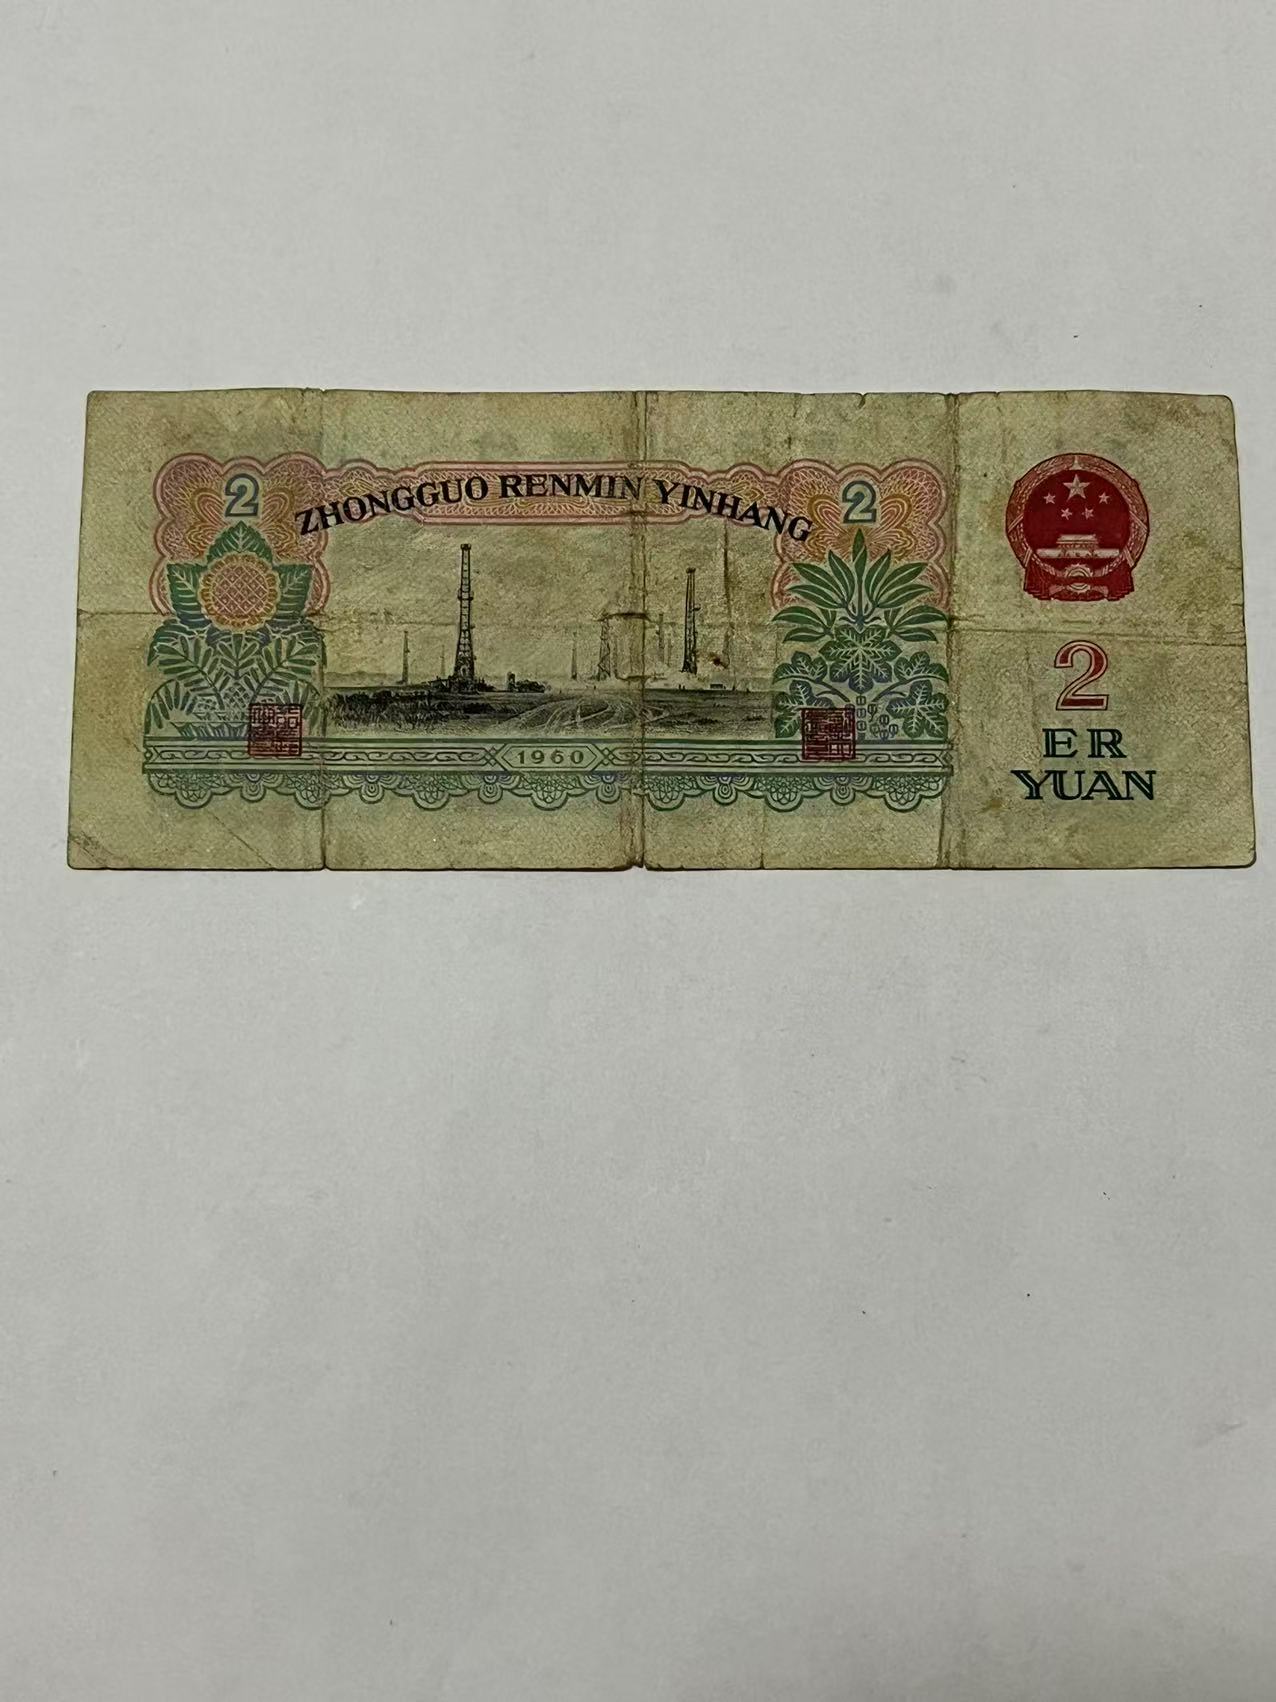 2
ZHONGGUO RENMIN YINHANG
2
1960
2
ER
YUAN